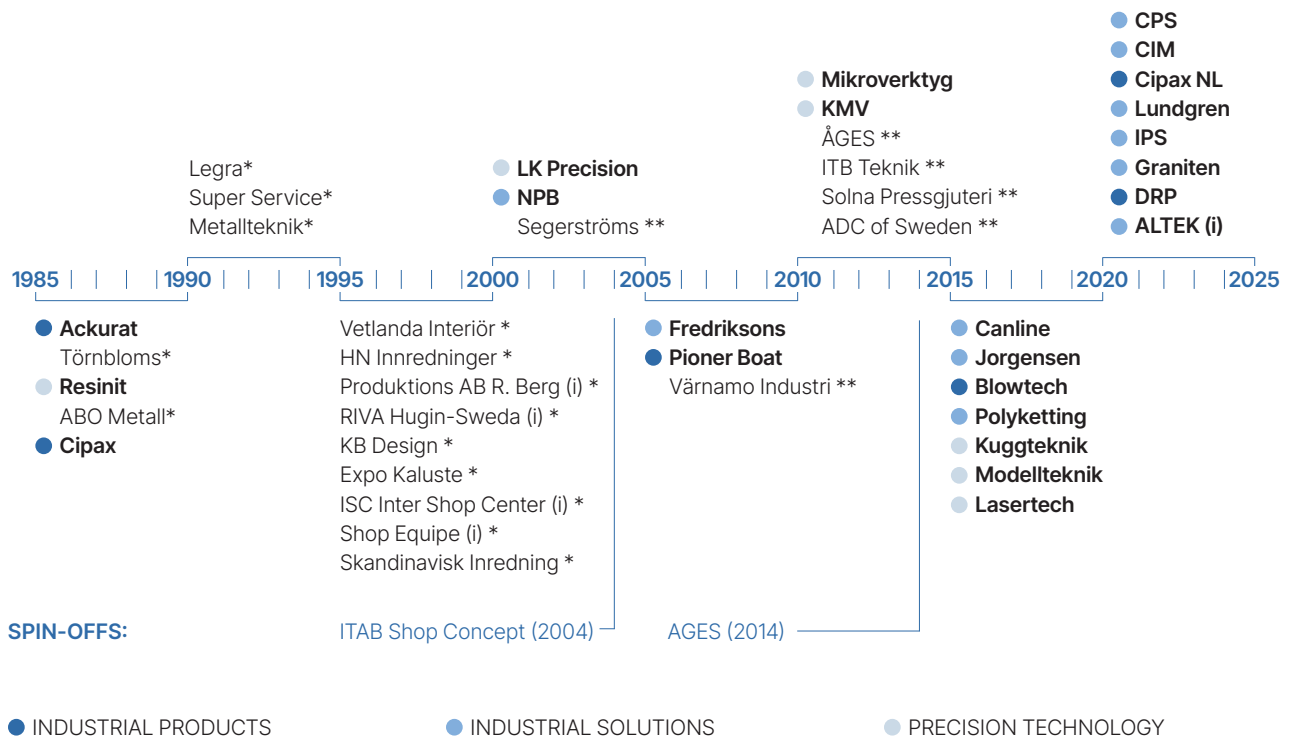 CPS
CIM
Cipax NL
Lundgren
IPS
Graniten
DRP
ALTEK (i)
Mikroverktyg
KMV
ÅGES **
ITB Teknik **
Solna Pressgjuteri **
ADC of Sweden **
LK Precision
NPB
Segerströms **
Legra*
Super Service*
Metallteknik*
1985 1990 1995 2000 2005 2010 2015 2020 2025
Ackurat
Törnbloms*
Resinit
ABO Metall*
Cipax
Vetlanda Interiör *
HN Innredninger *
Produktions AB R. Berg (i) *
RIVA Hugin-Sweda (i) *
KB Design *
Expo Kaluste *
ISC Inter Shop Center (i) *
Shop Equipe (i) *
Skandinavisk Inredning *
Fredriksons
Pioner Boat
Värnamo Industri **
Canline
Jorgensen
Blowtech
Polyketting
Kuggteknik
Modellteknik
Lasertech
SPIN-OFFS: ITAB Shop Concept (2004) AGES (2014)
INDUSTRIAL PRODUCTS INDUSTRIAL SOLUTIONS PRECISION TECHNOLOGY